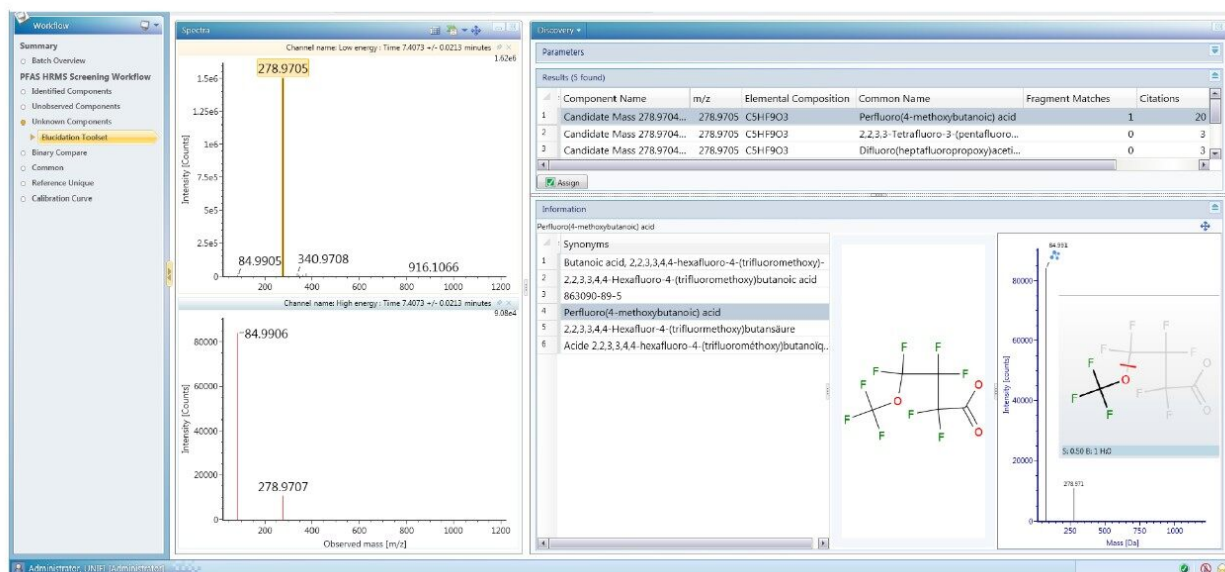 Workflow
Summary
Batch Overview
PFAS HRMS Screening Workflow
Identified Components
Unobserved Components
Unknown Components
Elucidation Toolset
Binary Compare
Common
Reference Unique
Calibration Curve
Spectra
Channel name: Low energy : Time 7.4073 +/- 0.0213 minutes
1.62e6
278.9705
1.5e6
1.25e6
1e6
7.5e5
5e5
2.5e5
0
Intensity [Counts]
84.9905
340.9708
916.1066
200 400 600 800 1000 1200
Channel name: High energy : Time 7.4073 +/- 0.0213 minutes
9.08e4
84.9906
80000
60000
40000
20000
0
Intensity [Counts]
278.9707
200 400 600 800 1000 1200
Observed mass [m/z]
Discovery
Parameters
Results (5 found)
Component Name m/z Elemental Composition Common Name Fragment Matches Citations
1 Candidate Mass 278.9704... 278.9705 C5HF9O3 Perfluoro(4-methoxybutanoic) acid 1 20
2 Candidate Mass 278.9704... 278.9705 C5HF9O3 2,2,3,3-Tetrafluoro-3-(pentafluoro... 0 3
3 Candidate Mass 278.9704... 278.9705 C5HF9O3 Difluoro(heptafluoropropoxy)aceti... 0 3
Assign
Information
Perfluoro(4-methoxybutanoic) acid
Synonyms
1 Butanoic acid, 2,2,3,3,4,4-hexafluoro-4-(trifluoromethoxy)-
2 2,2,3,3,4,4-Hexafluoro-4-(trifluoromethoxy)butanoic acid
3 863090-89-5
4 Perfluoro(4-methoxybutanoic) acid
5 2,2,3,3,4,4-Hexafluor-4-(trifluormethoxy)butansäure
6 Acide 2,2,3,3,4,4-hexafluoro-4-(trifluorométhoxy)butanoïq...
F F F
F F O
F O
F F F F O
84.991
80000
60000
40000
20000
0
Intensity [counts]
F F
F F
F O O
F F F F O
S: 0.50 B: 1 H:0
278.971
250 500 750 1000
Mass [Da]
Administrator, UNIFI (Administrator)